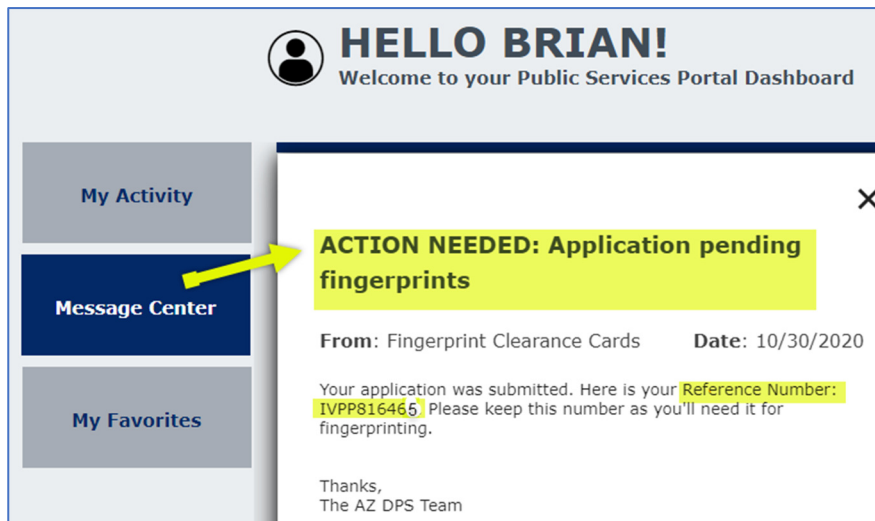 HELLO BRIAN!
Welcome to your Public Services Portal Dashboard
My Activity
Message Center
My Favorites
ACTION NEEDED: Application pending
fingerprints
From: Fingerprint Clearance Cards Date: 10/30/2020
Your application was submitted. Here is your Reference Number:
IVPP816465 Please keep this number as you'll need it for
fingerprinting.
Thanks,
The AZ DPS Team